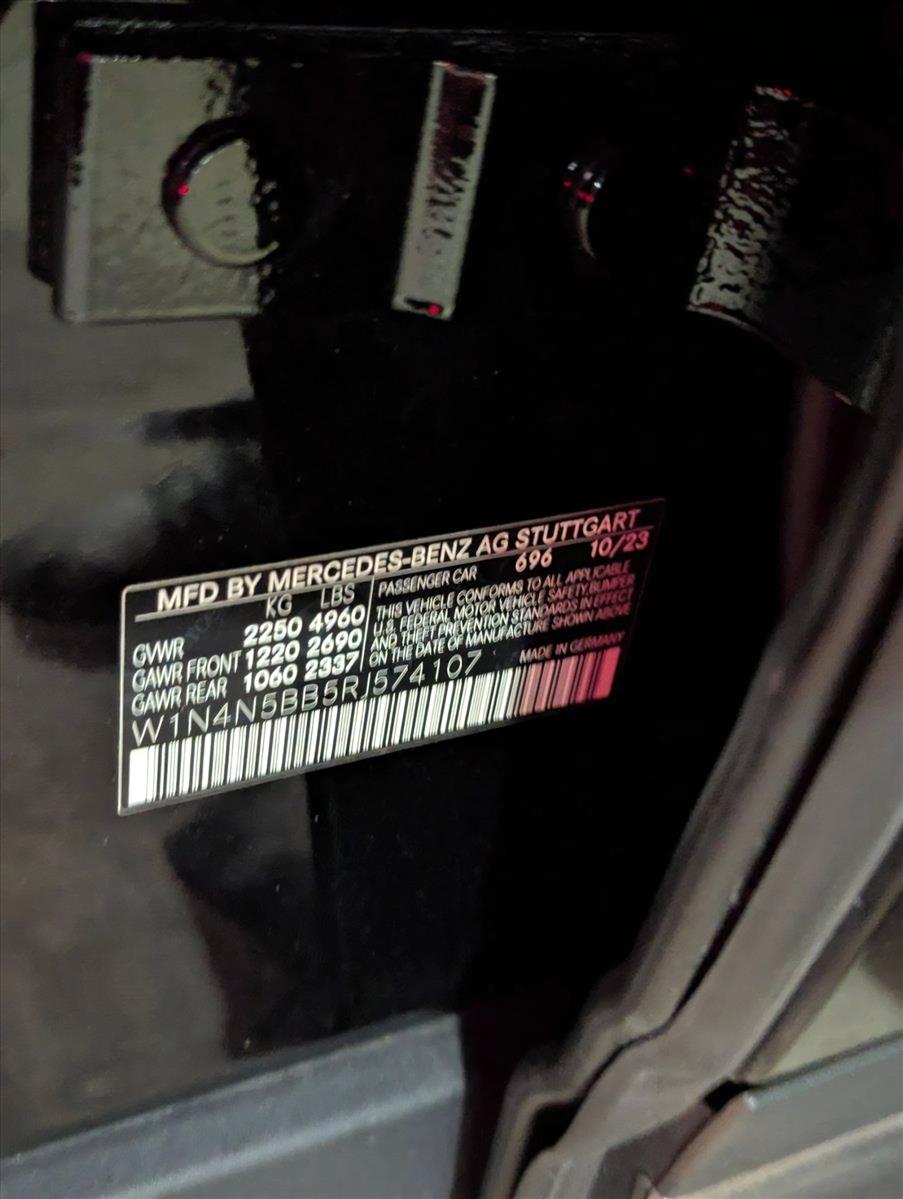 MFD BY MERCEDES-BENZ AG STUTTGART
KG LBS
GVWR 2250 4960
GAWR FRONT 1220 2690
GAWR REAR 1060 2337
PASSENGER CAR 696 10/23
THIS VEHICLE CONFORMS TO ALL APPLICABLE
U.S. FEDERAL MOTOR VEHICLE SAFETY,BUMPER
AND THEFT PREVENTION STANDARDS IN EFFECT
ON THE DATE OF MANUFACTURE SHOWN ABOVE
MADE IN GERMANY
W1N4N5BB5RJ574107